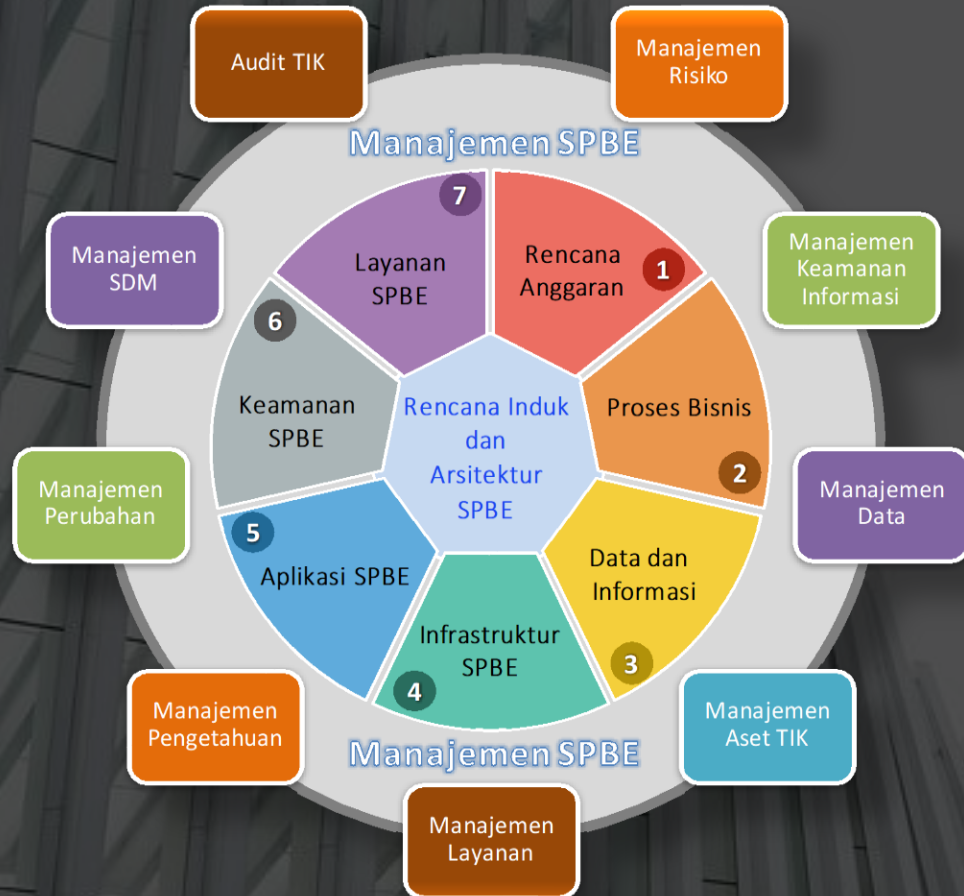 Audit TIK
Manajemen
Risiko
Manajemen SPBE
7
Layanan
SPBE
Rencana
Anggaran
1
Manajemen
SDM
Manajemen
Keamanan
Informasi
6
Keamanan
SPBE
Rencana Induk
dan
Arsitektur
SPBE
Proses Bisnis
2
Manajemen
Perubahan
Manajemen
Data
5
Aplikasi SPBE
Data dan
Informasi
3
Infrastruktur
SPBE
4
Manajemen
Pengetahuan
Manajemen
Aset TIK
Manajemen SPBE
Manajemen
Layanan